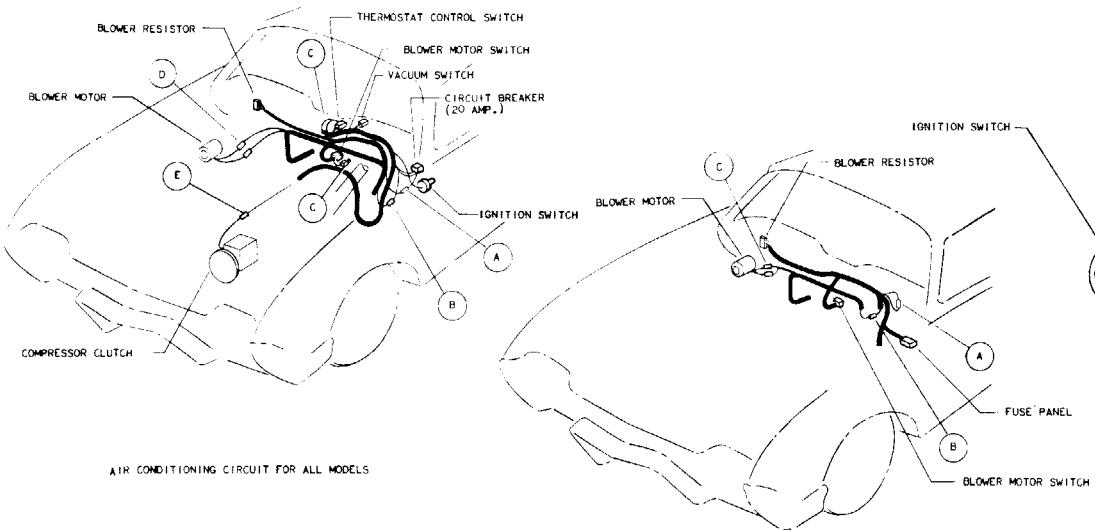 THERMOSTAT CONTROL SWITCH
BLOWER RESISTOR
C
BLOWER MOTOR SWITCH
D
VACUUM SWITCH
BLOWER MOTOR
CIRCUIT BREAKER
(20 AMP.)
E
C
IGNITION SWITCH
A
B
COMPRESSOR CLUTCH
AIR CONDITIONING CIRCUIT FOR ALL MODELS
IGNITION SWITCH
C
BLOWER RESISTOR
BLOWER MOTOR
A
FUSE PANEL
B
BLOWER MOTOR SWITCH